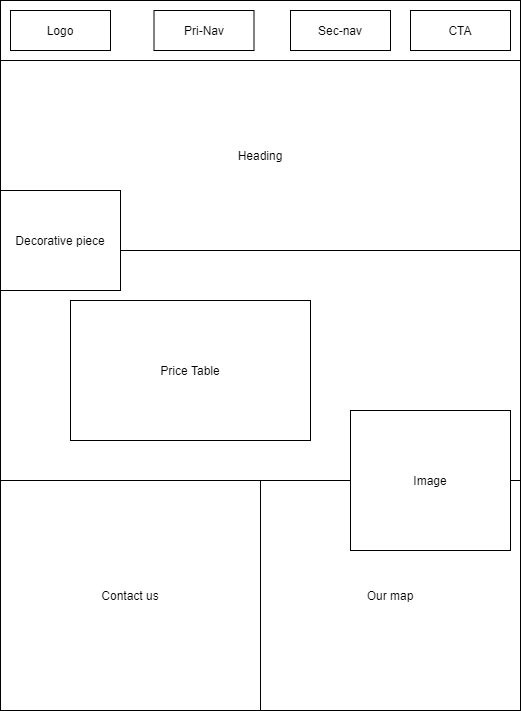 Logo
Pri-Nav
Sec-nav
CTA
Heading
Decorative piece
Price Table
Image
Contact us
Our map